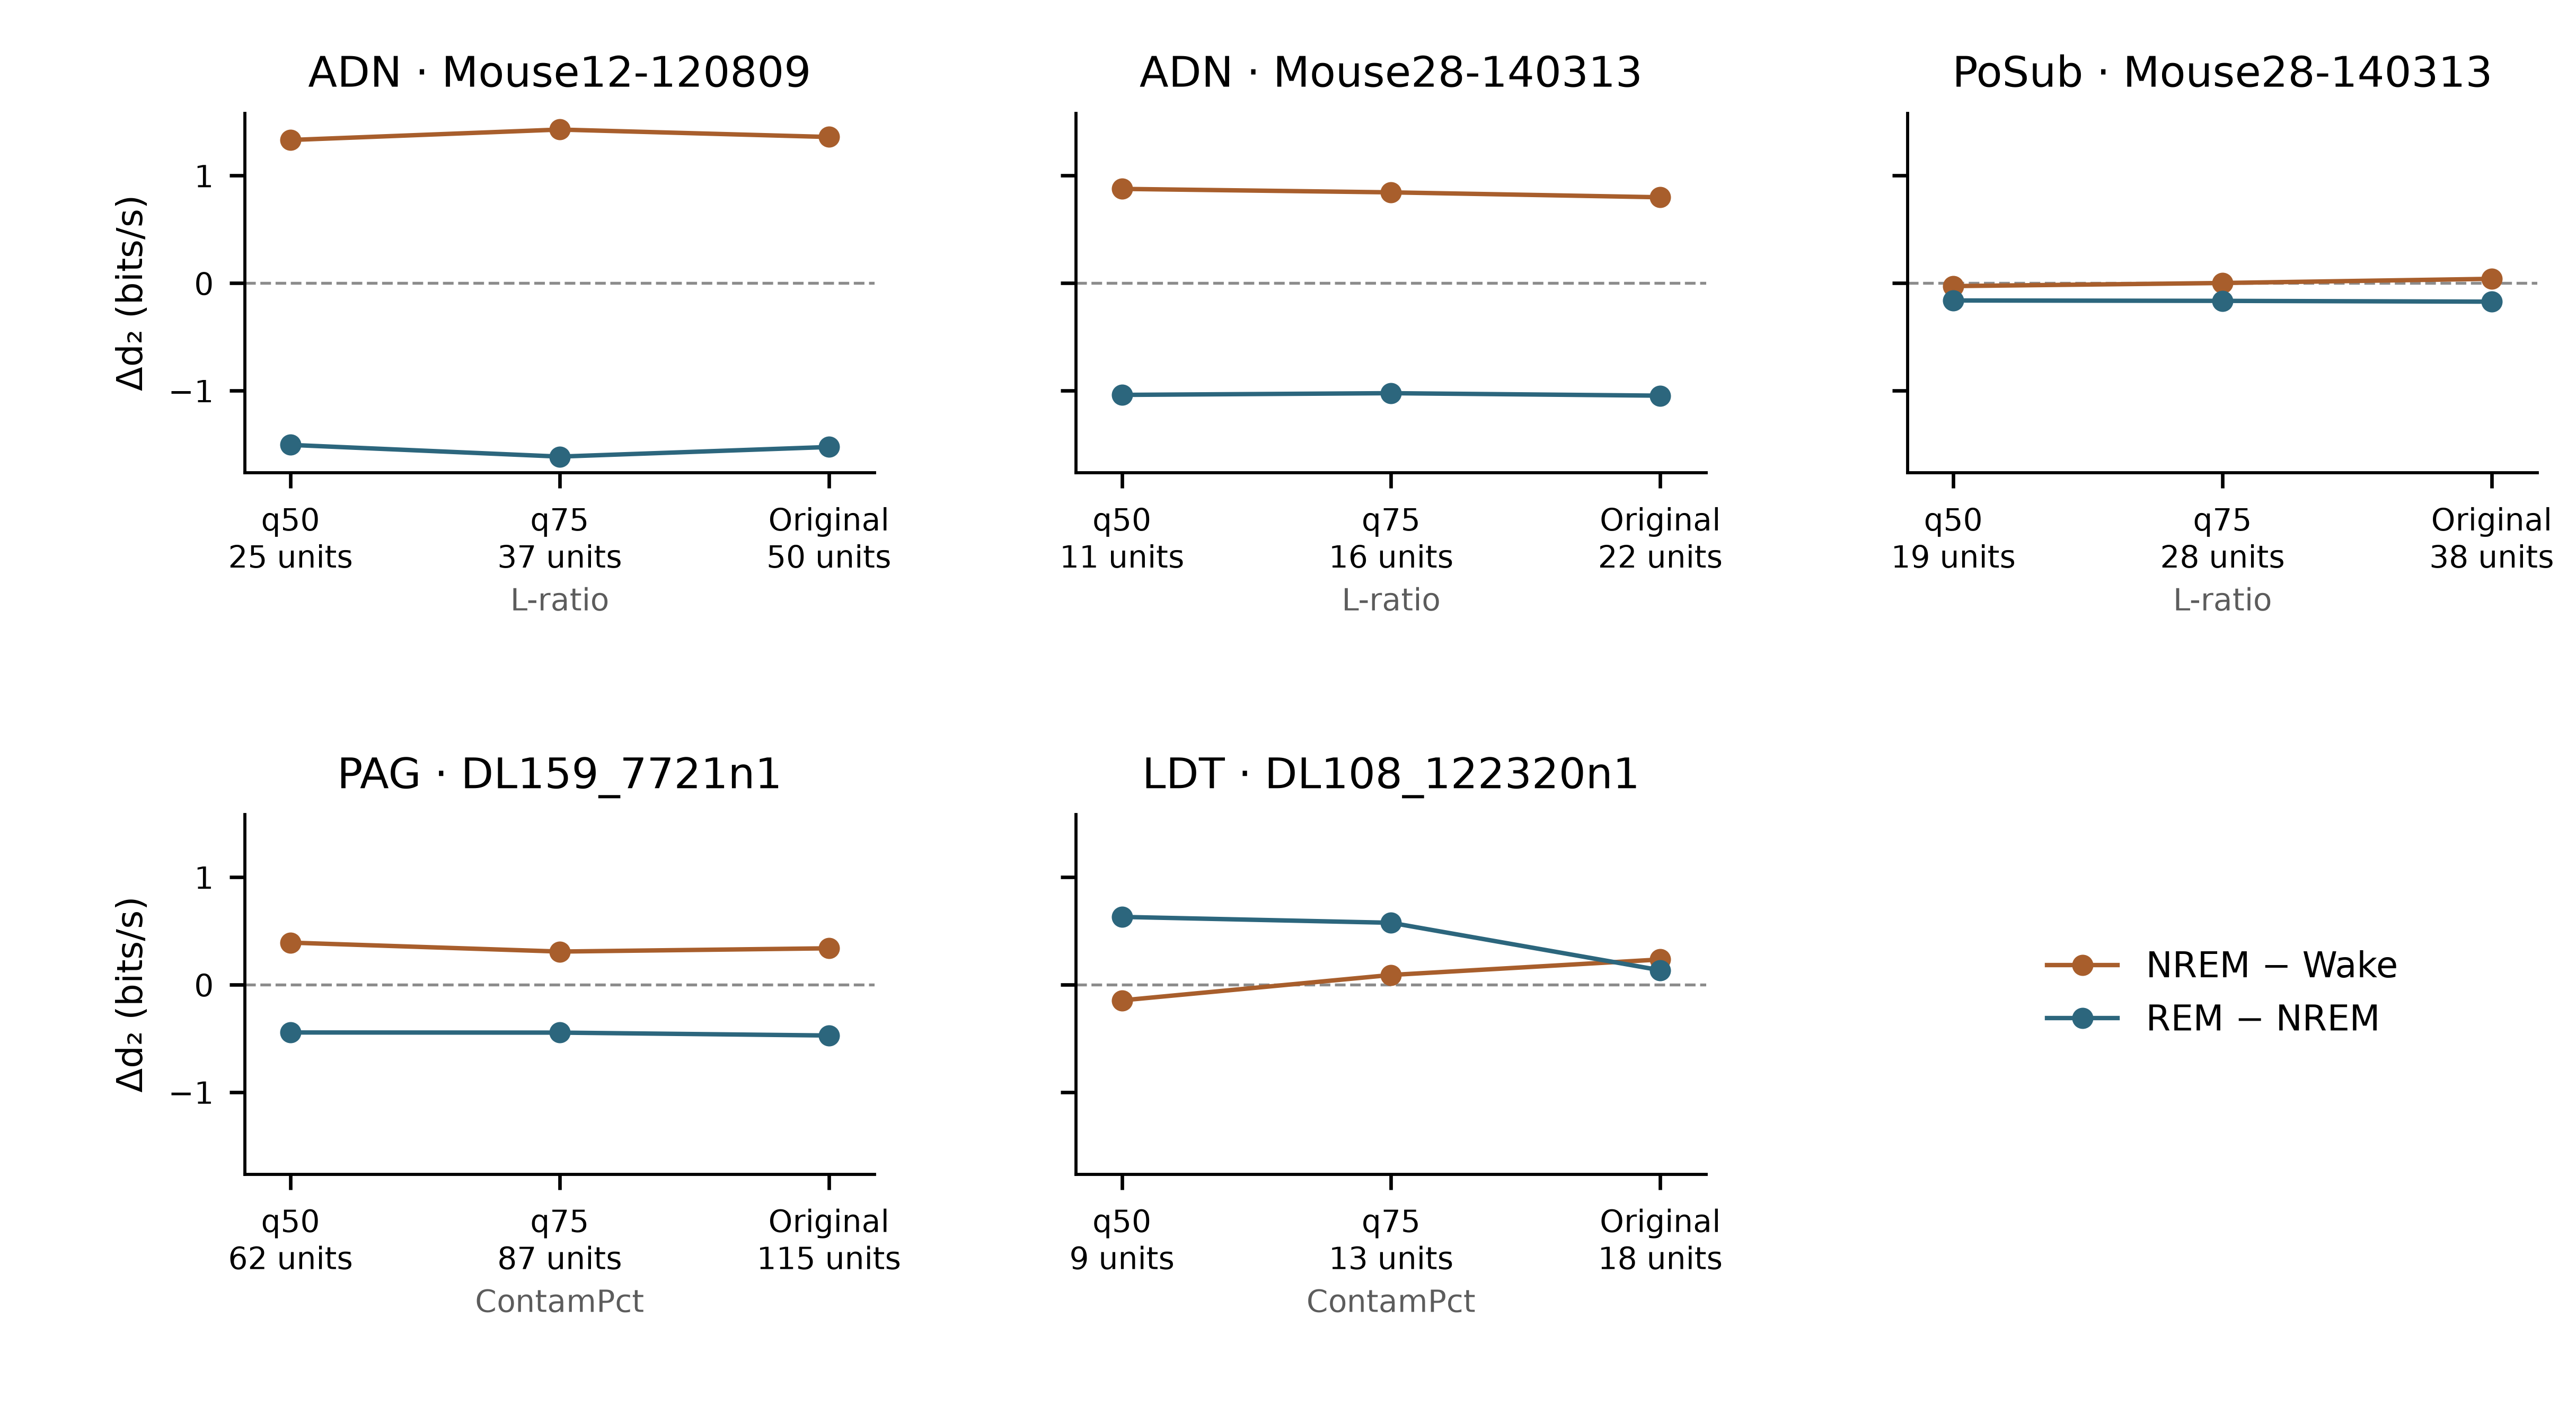 ADN · Mouse12-120809
Δd₂ (bits/s)
1
0
−1
q50
25 units
q75
37 units
Original
50 units
L-ratio
ADN · Mouse28-140313
q50
11 units
q75
16 units
Original
22 units
L-ratio
PoSub · Mouse28-140313
q50
19 units
q75
28 units
Original
38 units
L-ratio
PAG · DL159_7721n1
Δd₂ (bits/s)
1
0
−1
q50
62 units
q75
87 units
Original
115 units
ContamPct
LDT · DL108_122320n1
q50
9 units
q75
13 units
Original
18 units
ContamPct
NREM − Wake
REM − NREM